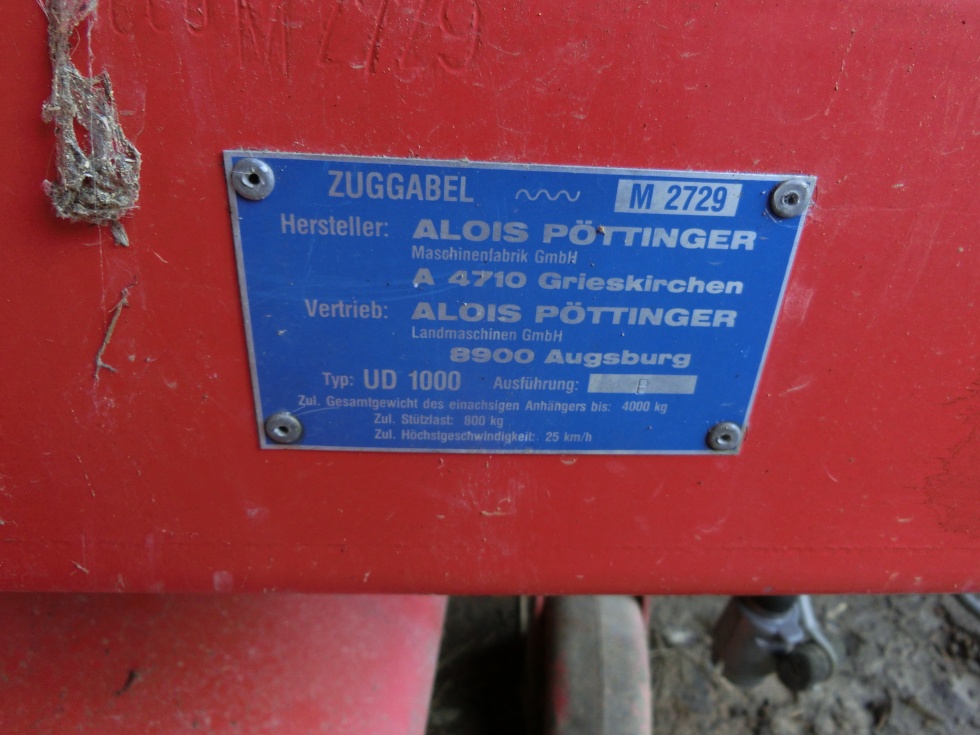 M 2729
ZUGGABEL M 2729
Hersteller: ALOIS PÖTTINGER
Maschinenfabrik GmbH
A 4710 Grieskirchen
Vertrieb: ALOIS PÖTTINGER
Landmaschinen GmbH
8900 Augsburg
Typ: UD 1000 Ausführung:
Zul. Gesamtgewicht des einachsigen Anhängers bis: 4000 kg
Zul. Stützlast: 800 kg
Zul. Höchstgeschwindigkeit: 25 km/h